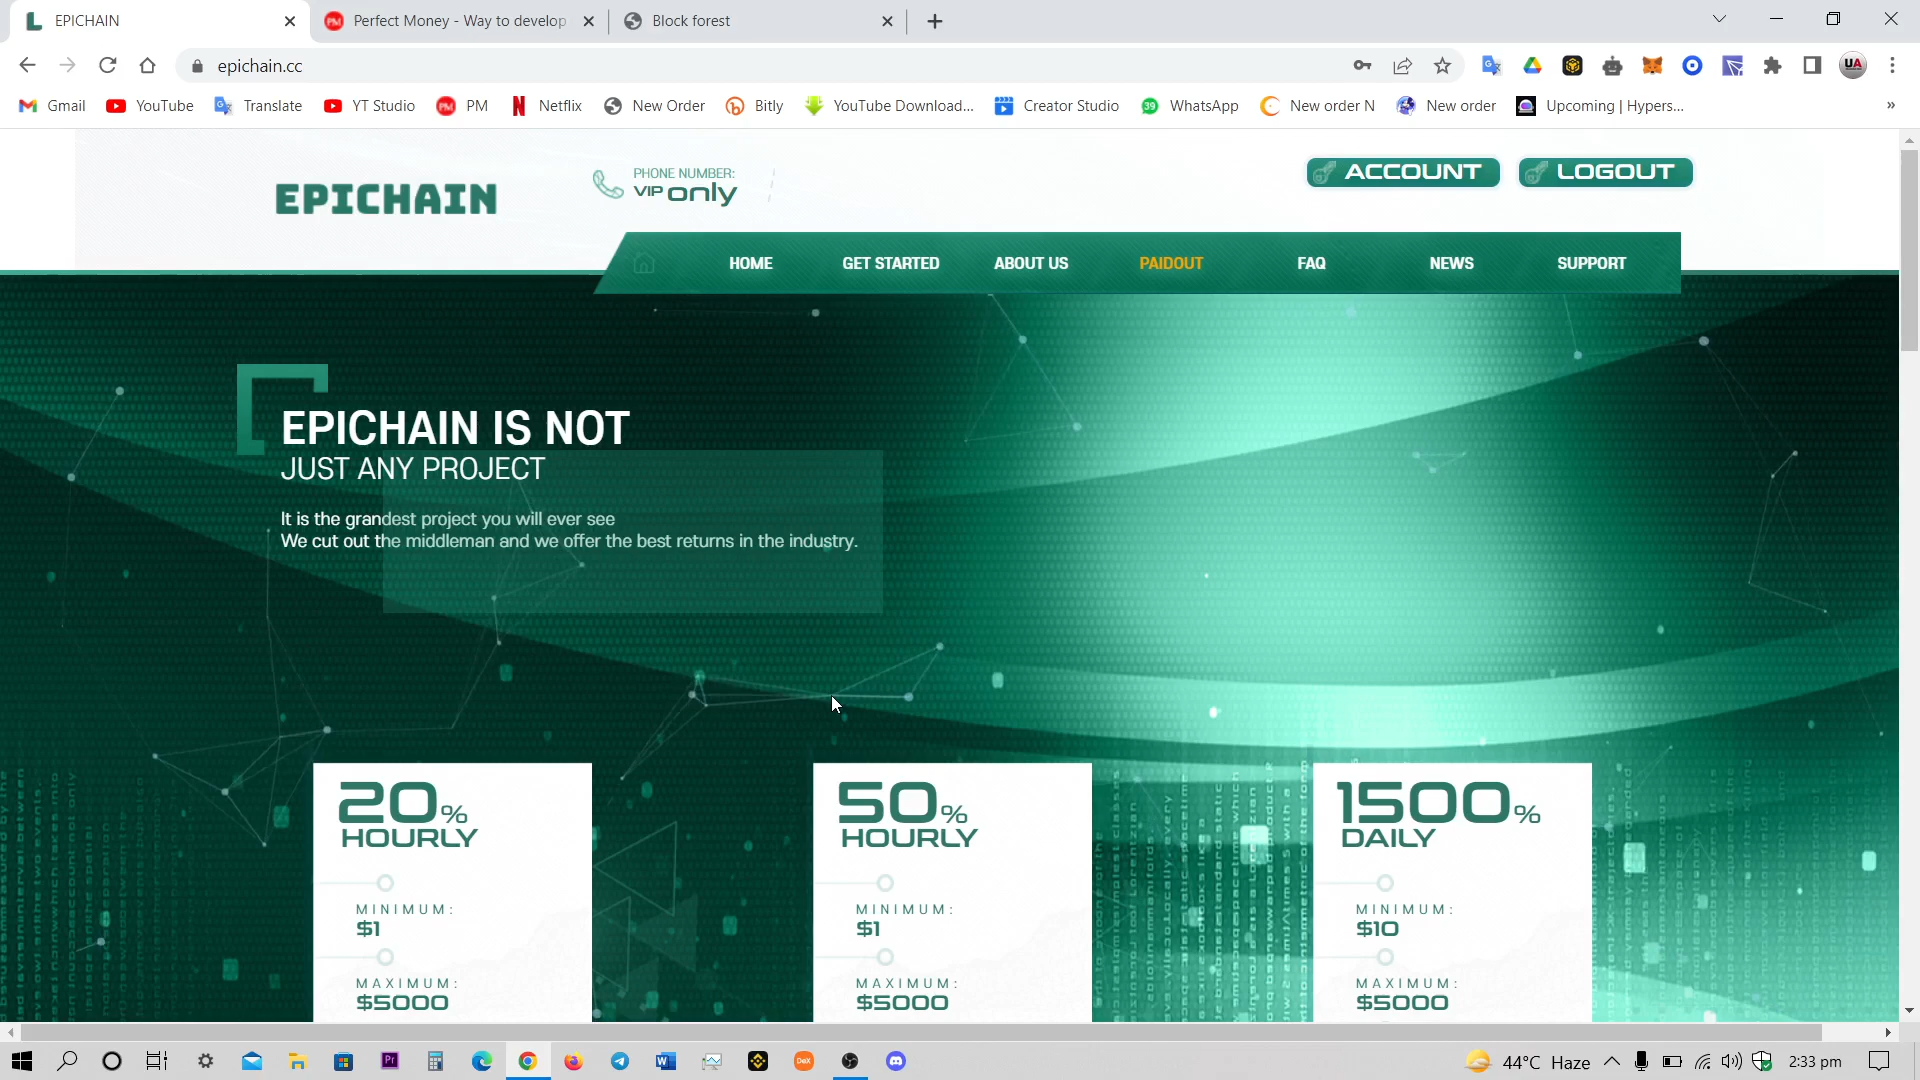 EPICHAIN
Perfect Money - Way to develop
Block forest
epichain.cc
Gmail
YouTube
Translate
YT Studio
PM
Netflix
New Order
Bitly
YouTube Download...
Creator Studio
39
WhatsApp
New order N
New order
Upcoming | Hypers...
»
UA
EPICHAIN
PHONE NUMBER:
VIP only
ACCOUNT
LOGOUT
HOME
GET STARTED
ABOUT US
PAIDOUT
FAQ
NEWS
SUPPORT
EPICHAIN IS NOT
JUST ANY PROJECT
It is the grandest project you will ever see
We cut out the middleman and we offer the best returns in the industry.
20%
HOURLY
MINIMUM:
$1
MAXIMUM:
$5000
50%
HOURLY
MINIMUM:
$1
MAXIMUM:
$5000
1500%
DAILY
MINIMUM:
$10
MAXIMUM:
$5000
Pr
DeX
44°C Haze
2:33 pm